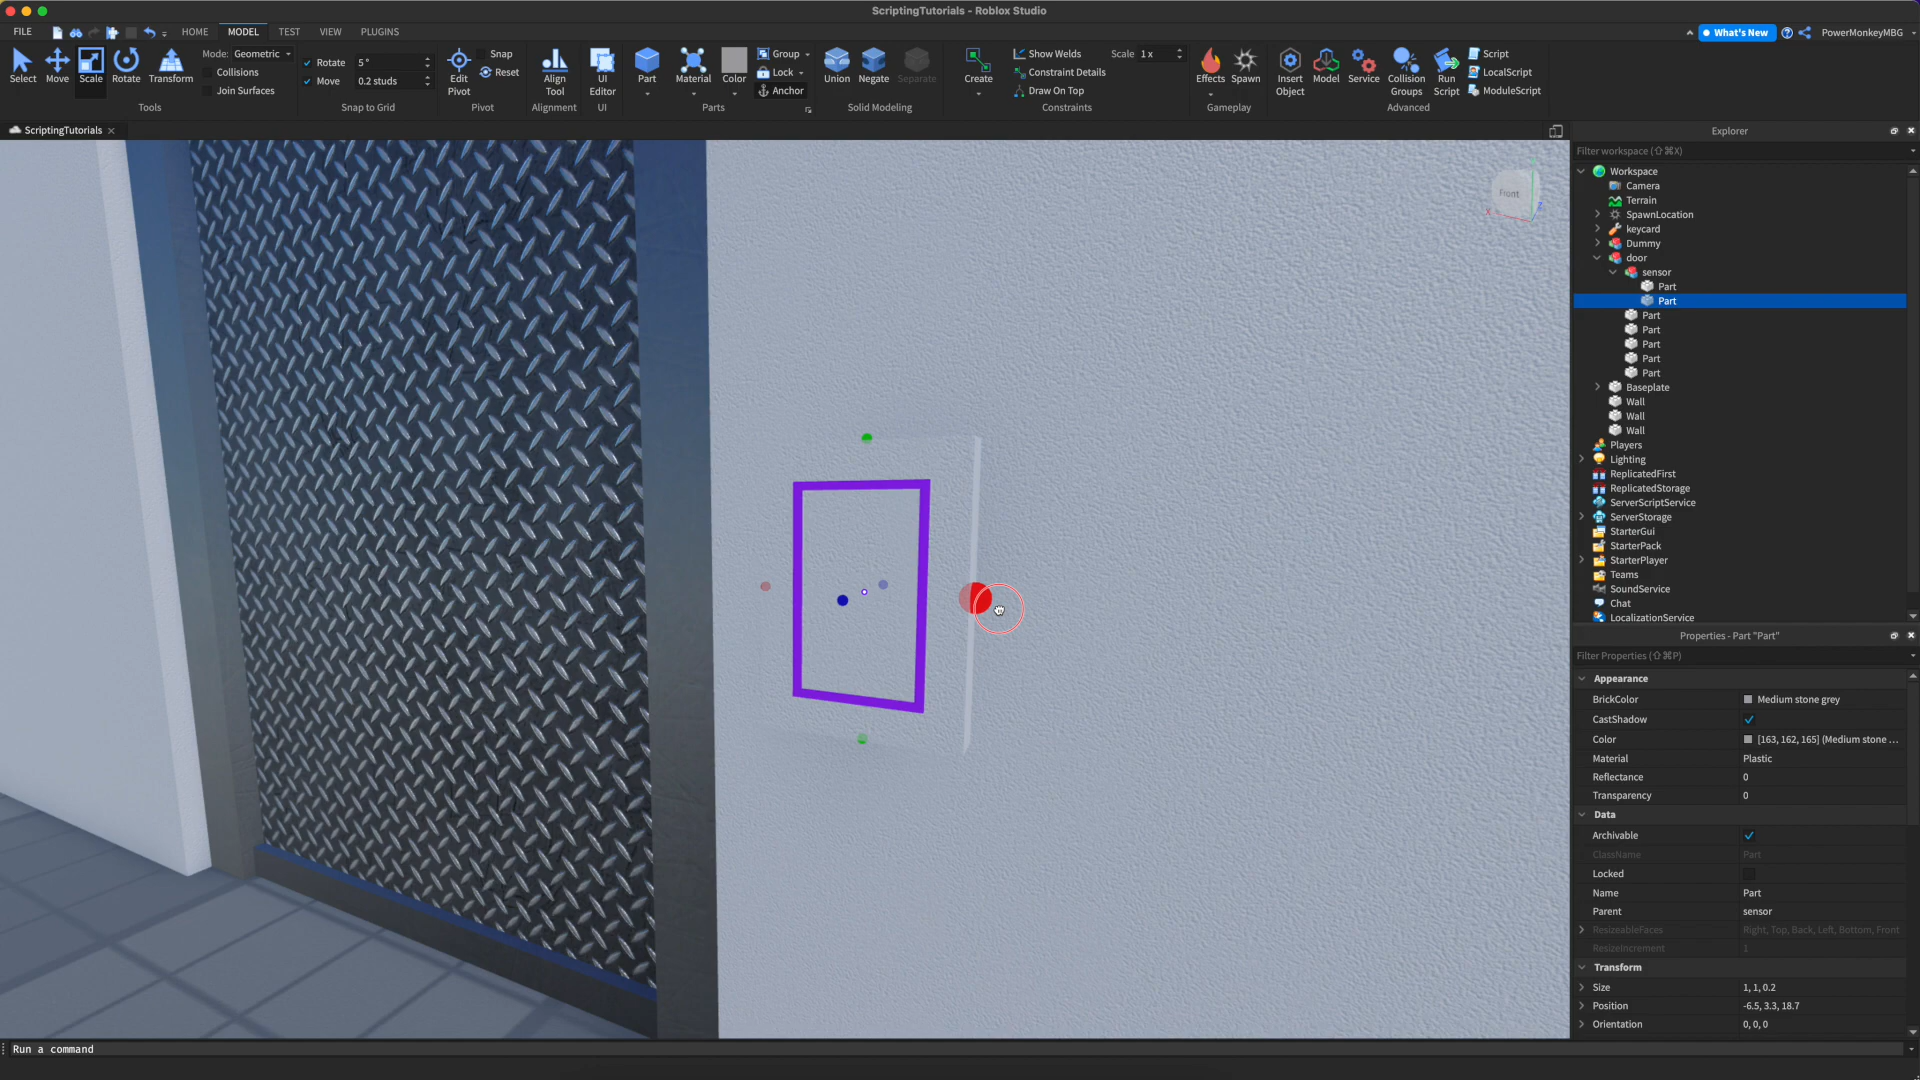 ScriptingTutorials - Roblox Studio
FILE
HOME
MODEL
TEST
VIEW
PLUGINS
What's New
PowerMonkeyMBG
Select
Move
Scale
Rotate
Transform
Mode: Geometric
Collisions
Join Surfaces
Tools
Rotate 5 °
Move 0.2 studs
Snap to Grid
Edit Pivot
Snap
Reset
Pivot
Align Tool
Alignment
UI Editor
UI
Part
Material
Color
Group
Lock
Anchor
Parts
Union
Negate
Separate
Solid Modeling
Create
Show Welds
Constraint Details
Draw On Top
Scale 1 x
Constraints
Effects
Spawn
Gameplay
Insert Object
Model
Service
Collision Groups
Run Script
Script
LocalScript
ModuleScript
Advanced
ScriptingTutorials
Front
X
Z
Explorer
Filter workspace (⇧⌘X)
Workspace
Camera
Terrain
SpawnLocation
keycard
Dummy
door
sensor
Part
Part
Part
Part
Part
Part
Part
Baseplate
Wall
Wall
Wall
Players
Lighting
ReplicatedFirst
ReplicatedStorage
ServerScriptService
ServerStorage
StarterGui
StarterPack
StarterPlayer
Teams
SoundService
Chat
LocalizationService
Properties - Part "Part"
Filter Properties (⇧⌘P)
Appearance
BrickColor Medium stone grey
CastShadow
Color [163, 162, 165] (Medium stone ...
Material Plastic
Reflectance 0
Transparency 0
Data
Archivable
ClassName Part
Locked
Name Part
Parent sensor
ResizeableFaces Right, Top, Back, Left, Bottom, Front
ResizeIncrement 1
Transform
Size 1, 1, 0.2
Position -6.5, 3.3, 18.7
Orientation 0, 0, 0
Run a command